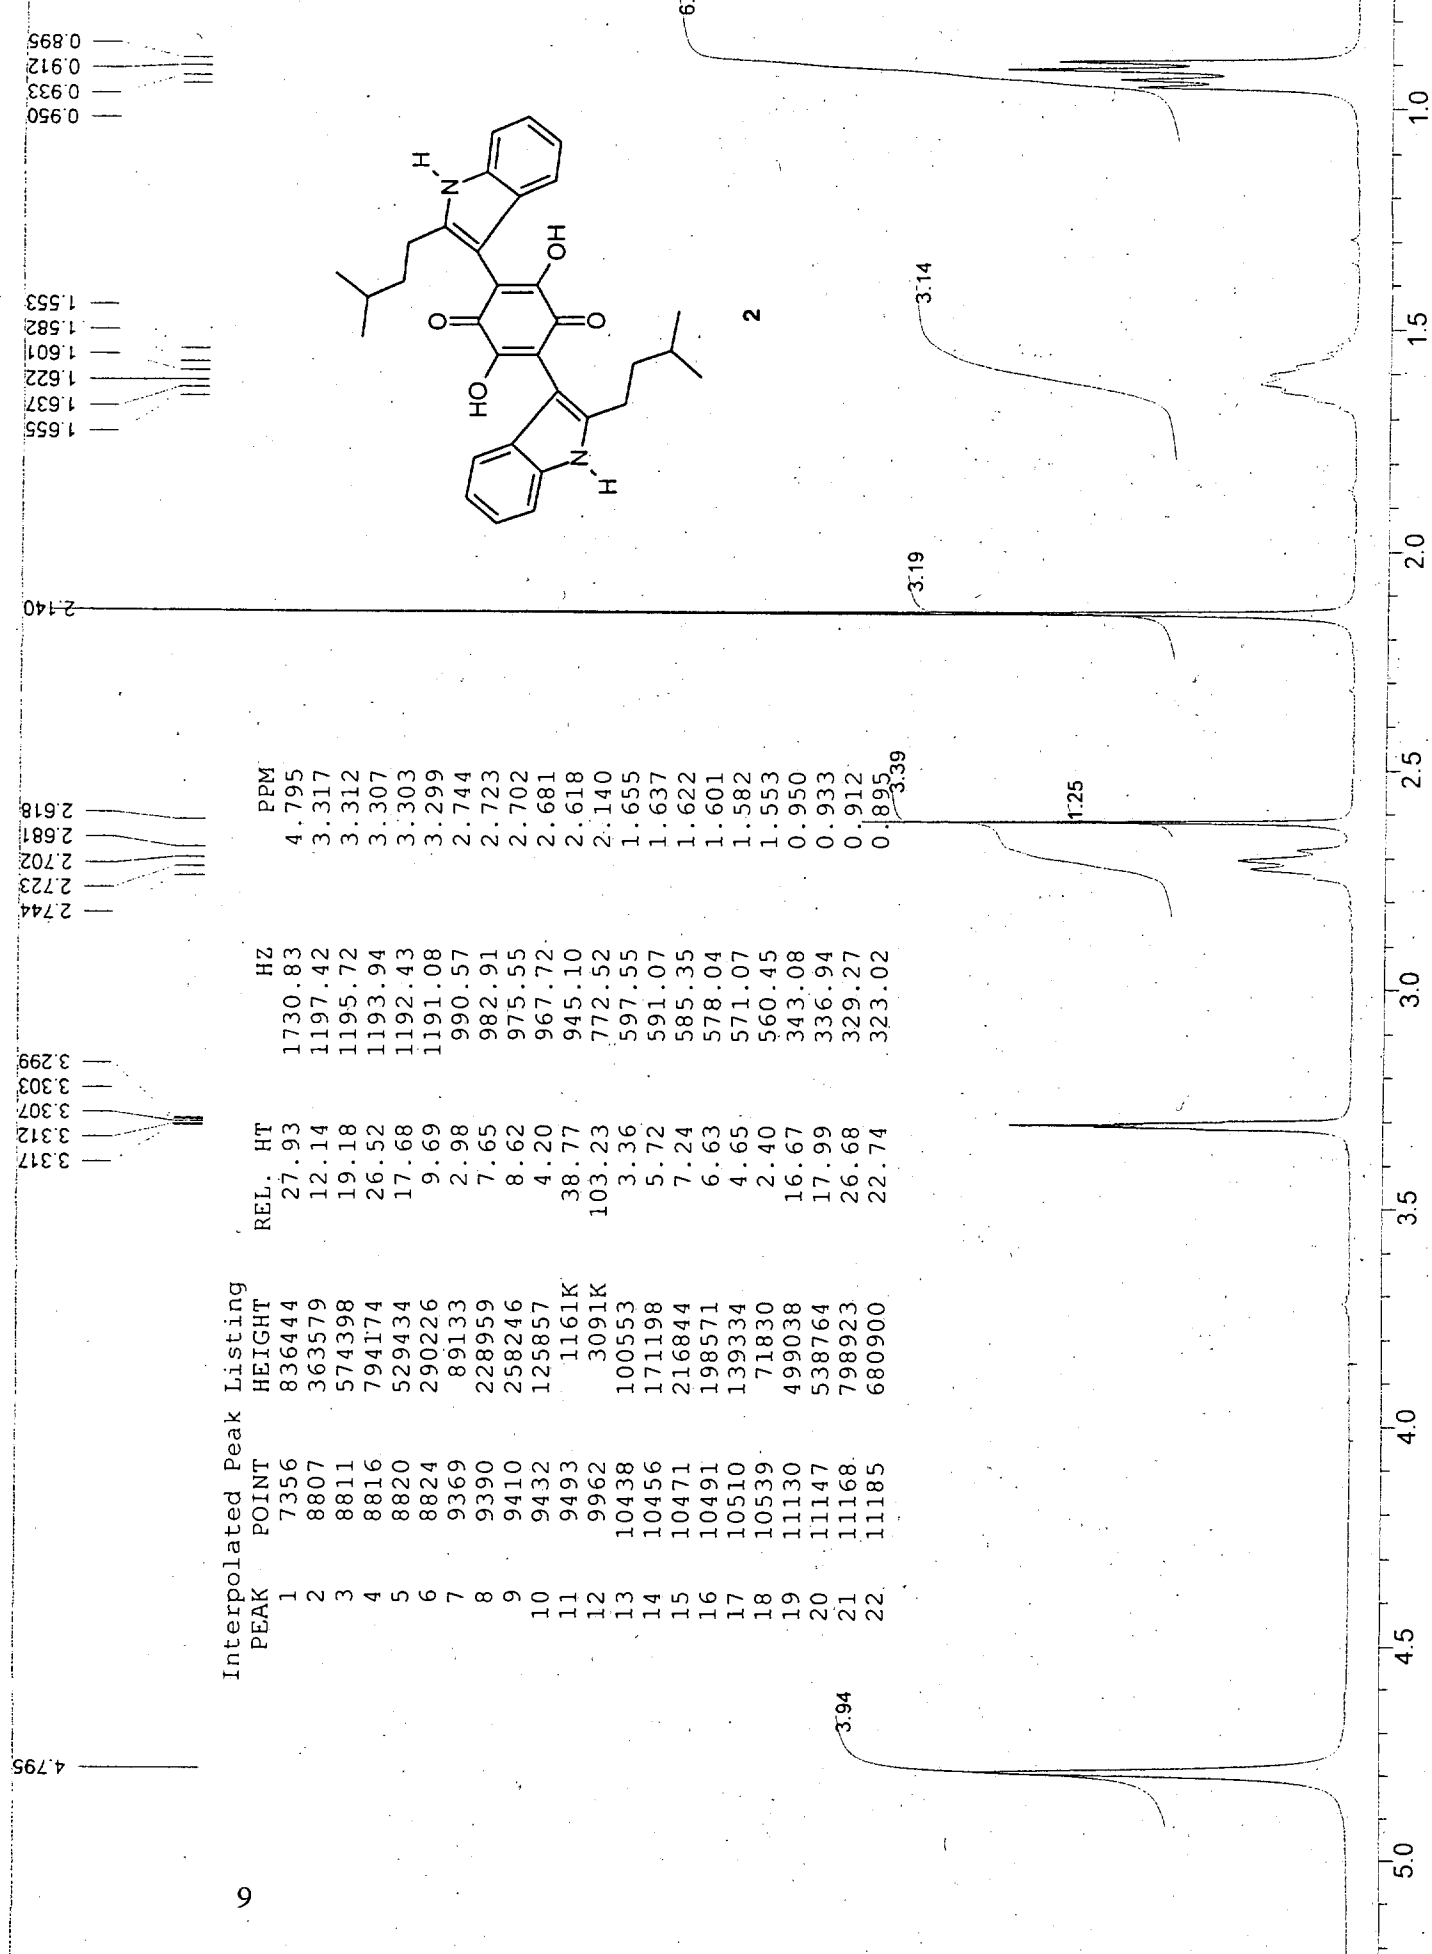 4.795
3.317
3.312
3.307
3.303
3.299
2.744
2.723
2.702
2.681
2.618
2.140
1.655
1.637
1.622
1.601
1.582
1.553
0.950
0.933
0.912
0.895
Interpolated Peak Listing
PEAK POINT HEIGHT REL. HT HZ PPM
1 7356 836444 27.93 1730.83 4.795
2 8807 363579 12.14 1197.42 3.317
3 8811 574398 19.18 1195.72 3.312
4 8816 794174 26.52 1193.94 3.307
5 8820 529434 17.68 1192.43 3.303
6 8824 290226 9.69 1191.08 3.299
7 9369 89133 2.98 990.57 2.744
8 9390 228959 7.65 982.91 2.723
9 9410 258246 8.62 975.55 2.702
10 9432 125857 4.20 967.72 2.681
11 9493 1161K 38.77 945.10 2.618
12 9962 3091K 103.23 772.52 2.140
13 10438 100553 3.36 597.55 1.655
14 10456 171198 5.72 591.07 1.637
15 10471 216844 7.24 585.35 1.622
16 10491 198571 6.63 578.04 1.601
17 10510 139334 4.65 571.07 1.582
18 10539 71830 2.40 560.45 1.553
19 11130 499038 16.67 343.08 0.950
20 11147 538764 17.99 336.94 0.933
21 11168 798923 26.68 329.27 0.912
22 11185 680900 22.74 323.02 0.895
H
N
O
HO
OH
O
N
H
2
3.94
3.39
1.25
3.19
3.14
6.
5.0 4.5 4.0 3.5 3.0 2.5 2.0 1.5 1.0
9